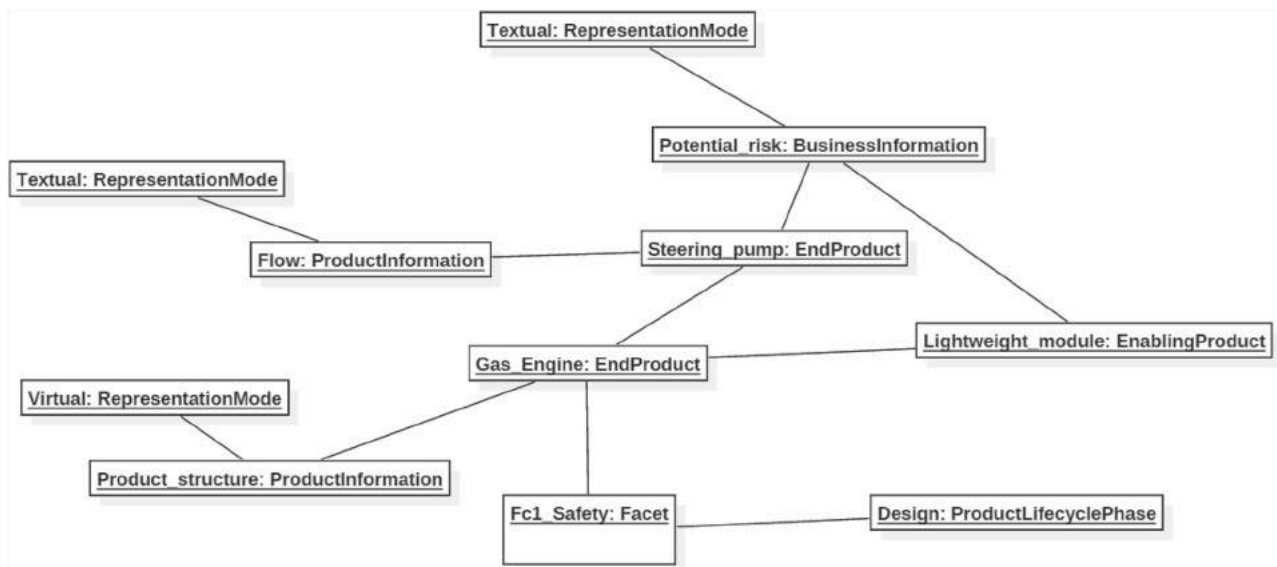 Textual: RepresentationMode
Potential_risk: BusinessInformation
Textual: RepresentationMode
Steering_pump: EndProduct
Flow: ProductInformation
Lightweight_module: EnablingProduct
Gas_Engine: EndProduct
Virtual: RepresentationMode
Product_structure: ProductInformation
Fc1_Safety: Facet
Design: ProductLifecyclePhase